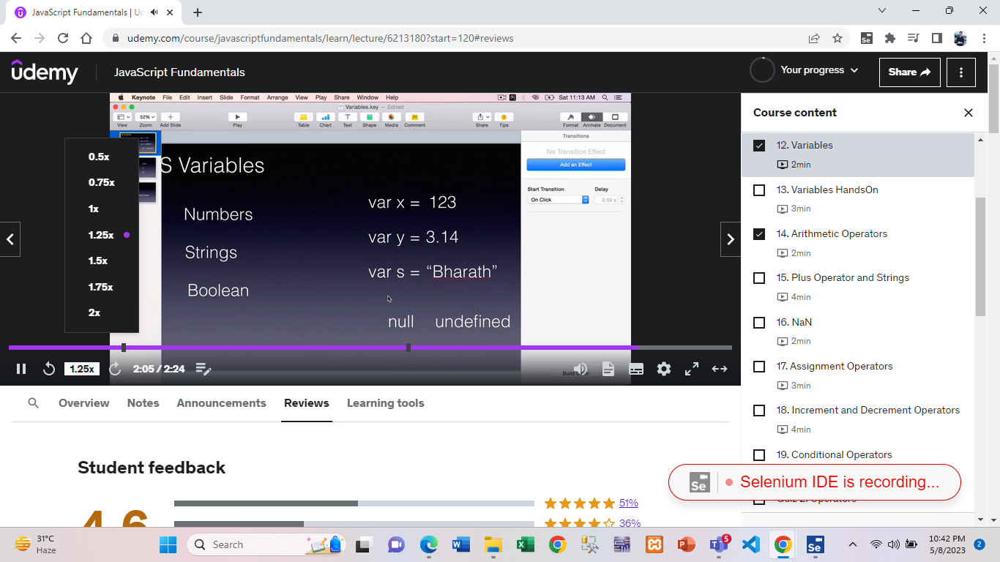 JavaScript Fundamentals | Ud
udemy.com/course/javascriptfundamentals/learn/lecture/6213180?start=120#reviews
Se
ûdemy
JavaScript Fundamentals
Your progress
Share
Keynote File Edit Insert Slide Format Arrange View Play Share Window Help
Sat 11:13 AM
Variables.key — Edited
52%
View Zoom Add Slide Play Table Chart Text Shape Media Comment Share Tips Format Animate Document
Transitions
No Transition Effect
Add an Effect
Start Transition Delay
On Click 0.50 s
S Variables
Numbers
Strings
Boolean
var x = 123
var y = 3.14
var s = “Bharath”
null undefined
0.5x
0.75x
1x
1.25x
1.5x
1.75x
2x
1.25x
2:05 / 2:24
Course content
12. Variables
2min
13. Variables HandsOn
3min
14. Arithmetic Operators
2min
15. Plus Operator and Strings
4min
16. NaN
2min
17. Assignment Operators
3min
18. Increment and Decrement Operators
4min
19. Conditional Operators
Overview Notes Announcements Reviews Learning tools
Student feedback
4.6
51%
36%
Se Selenium IDE is recording...
31°C
Haze
Search
5
Se
10:42 PM
5/8/2023
2